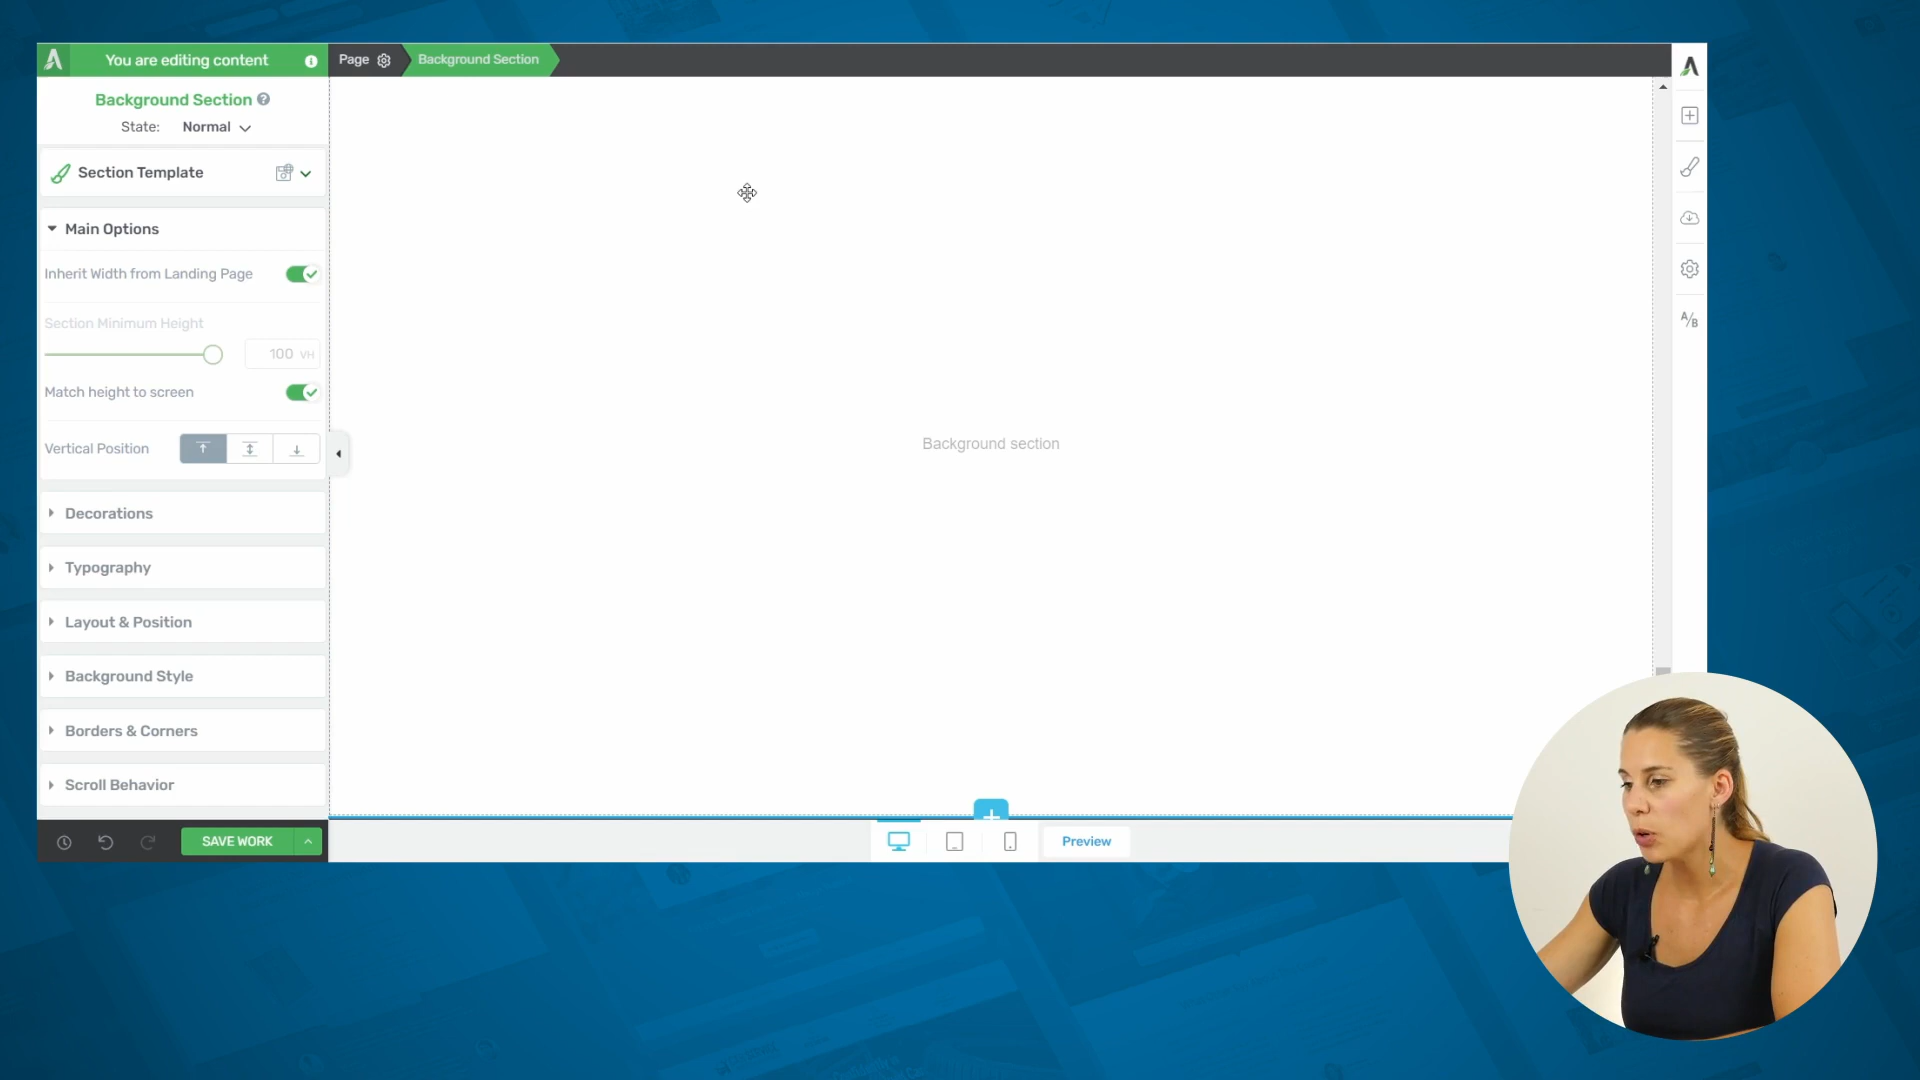 You are editing content
Page
Background Section
Background Section
State: Normal
Section Template
Main Options
Inherit Width from Landing Page
Section Minimum Height
100 VH
Match height to screen
Vertical Position
Background section
Decorations
Typography
Layout & Position
Background Style
Borders & Corners
Scroll Behavior
SAVE WORK
Preview
A/B